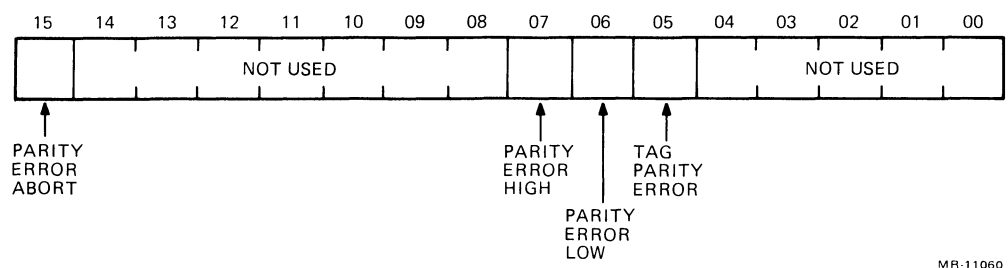 15 14 13 12 11 10 09 08 07 06 05 04 03 02 01 00
NOT USED NOT USED
PARITY
ERROR
ABORT
PARITY
ERROR
HIGH
PARITY
ERROR
LOW
TAG
PARITY
ERROR
MR-11060